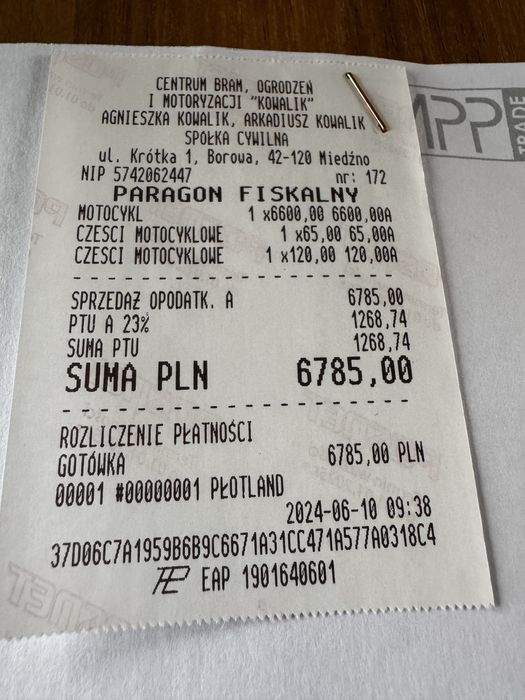 CENTRUM BRAM, OGRODZEŃ
I MOTORYZACJI "KOWALIK"
AGNIESZKA KOWALIK, ARKADIUSZ KOWALIK
SPÓŁKA CYWILNA
ul. Krótka 1, Borowa, 42-120 Miedźno
NIP 5742062447 nr: 172
PARAGON FISKALNY
MOTOCYKL 1 x6600,00 6600,00A
CZESCI MOTOCYKLOWE 1 x65,00 65,00A
CZESCI MOTOCYKLOWE 1 x120,00 120,00A
SPRZEDAŻ OPODATK. A 6785,00
PTU A 23% 1268,74
SUMA PTU 1268,74
SUMA PLN 6785,00
ROZLICZENIE PŁATNOŚCI
GOTÓWKA 6785,00 PLN
00001 #00000001 PŁOTLAND
2024-06-10 09:38
37D06C7A1959B6B9C6671A31CC471A577A0318C4
EAP 1901640601
MPP
TRADE